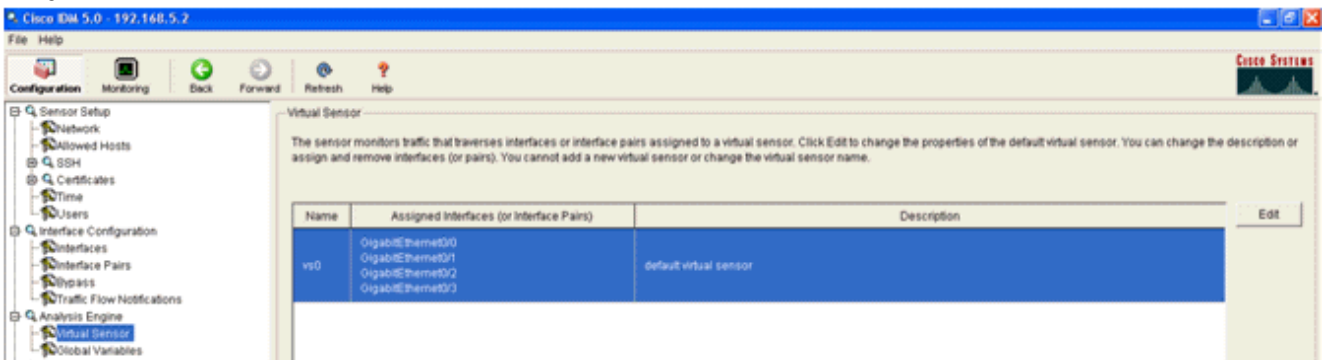 Cisco IDM 5.0 - 192.168.5.2
File Help
Configuration Monitoring Back Forward Refresh Help
CISCO SYSTEMS
Sensor Setup
Network
Allowed Hosts
SSH
Certificates
Time
Users
Interface Configuration
Interfaces
Interface Pairs
Bypass
Traffic Flow Notifications
Analysis Engine
Virtual Sensor
Global Variables
Virtual Sensor
The sensor monitors traffic that traverses interfaces or interface pairs assigned to a virtual sensor. Click Edit to change the properties of the default virtual sensor. You can change the description or
assign and remove interfaces (or pairs). You cannot add a new virtual sensor or change the virtual sensor name.
Name Assigned Interfaces (or Interface Pairs) Description
Edit
vs0
GigabitEthernet0/0
GigabitEthernet0/1
GigabitEthernet0/2
GigabitEthernet0/3
default virtual sensor